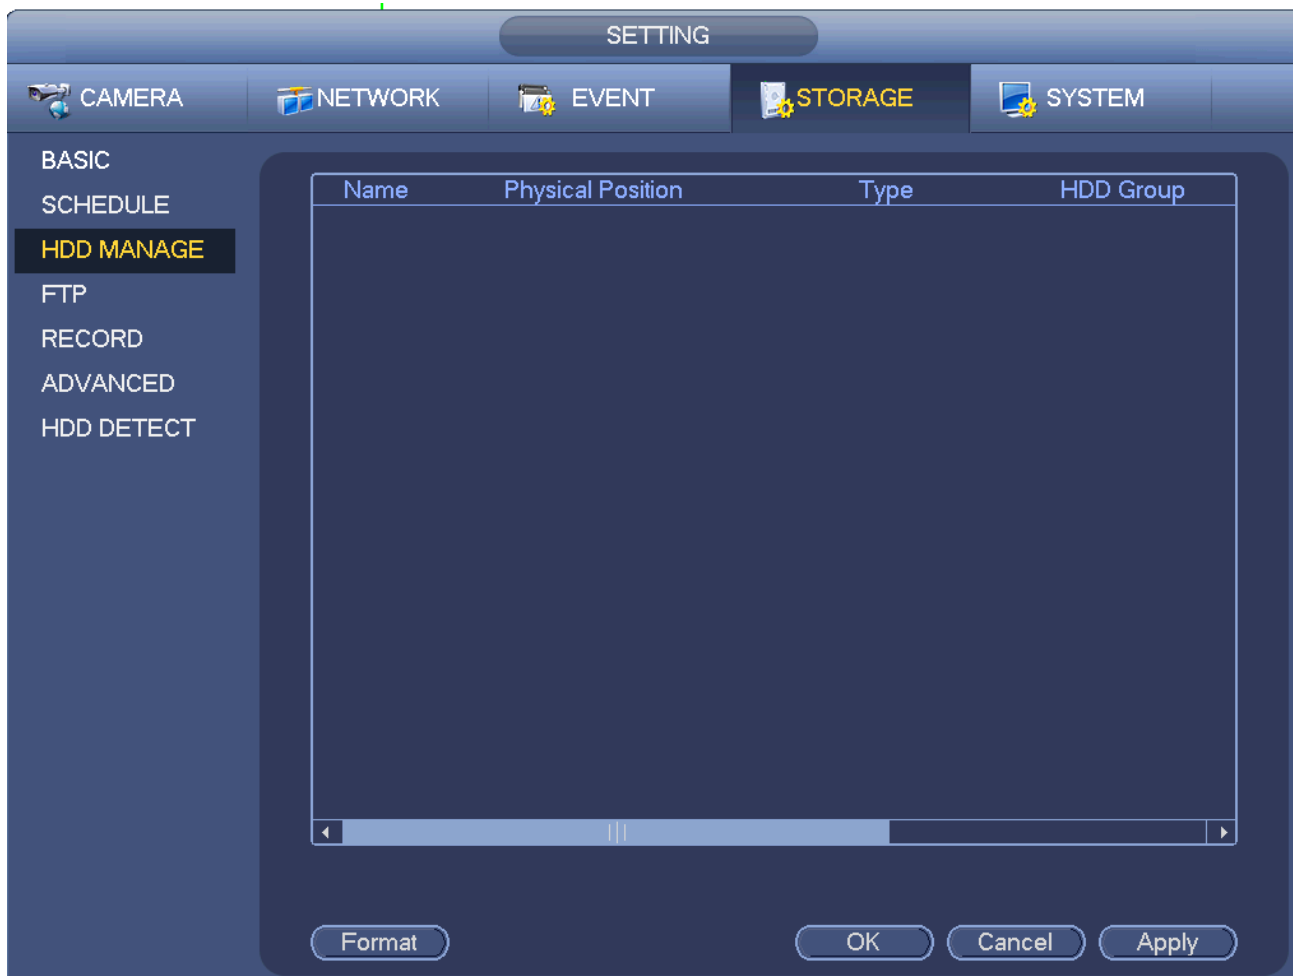 SETTING
CAMERA NETWORK EVENT STORAGE SYSTEM
BASIC
SCHEDULE
HDD MANAGE
FTP
RECORD
ADVANCED
HDD DETECT
Name Physical Position Type HDD Group
Format OK Cancel Apply